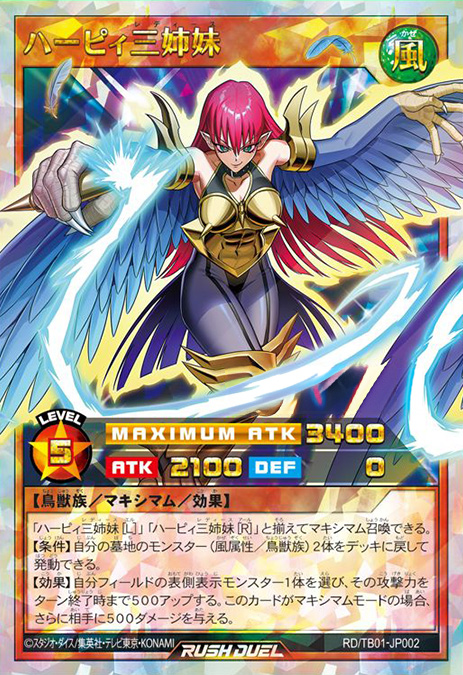 レディース
ハーピィ三姉妹
かぜ
風
LEVEL
5
MAXIMUM ATK 3400
ATK 2100 DEF 0
【鳥獣族／マキシマム／効果】
「ハーピィ三姉妹［L］」「ハーピィ三姉妹［R］」と揃えてマキシマム召喚できる。
【条件】自分の墓地のモンスター（風属性／鳥獣族）2体をデッキに戻して
発動できる。
【効果】自分フィールドの表側表示モンスター1体を選び、その攻撃力を
ターン終了時まで500アップする。このカードがマキシマムモードの場合、
さらに相手に500ダメージを与える。
©スタジオ・ダイス/集英社・テレビ東京・KONAMI
RD/TB01-JP002
RUSH DUEL